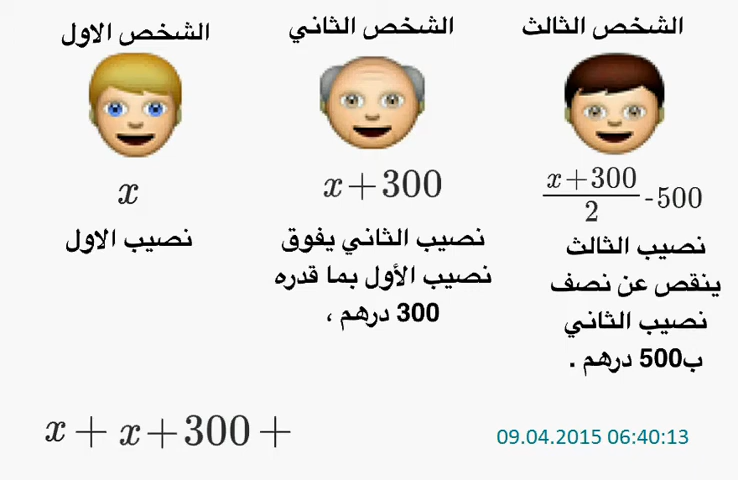 الشخص الاول
الشخص الثاني
الشخص الثالث
x
x+300
x+300
2
-500
نصيب الاول
نصيب الثاني يفوق
نصيب الأول بما قدره
300 درهم ،
نصيب الثالث
ينقص عن نصف
نصيب الثاني
ب500 درهم .
x + x+300 +
09.04.2015 06:40:13